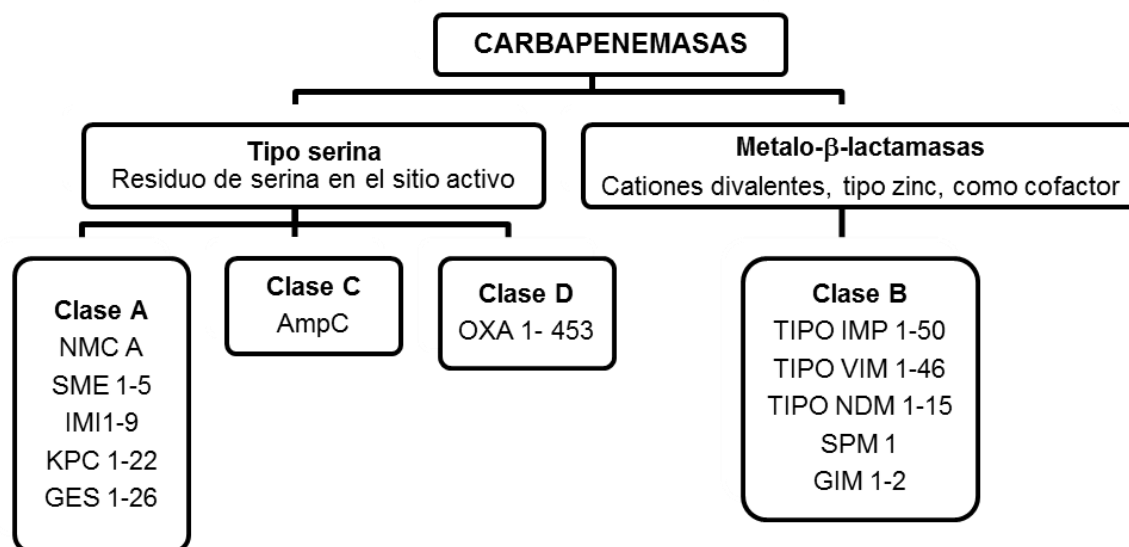 CARBAPENEMASAS
Tipo serina
Residuo de serina en el sitio activo
Metalo-β-lactamasas
Cationes divalentes, tipo zinc, como cofactor
Clase A
NMC A
SME 1-5
IMI1-9
KPC 1-22
GES 1-26
Clase C
AmpC
Clase D
OXA 1- 453
Clase B
TIPO IMP 1-50
TIPO VIM 1-46
TIPO NDM 1-15
SPM 1
GIM 1-2